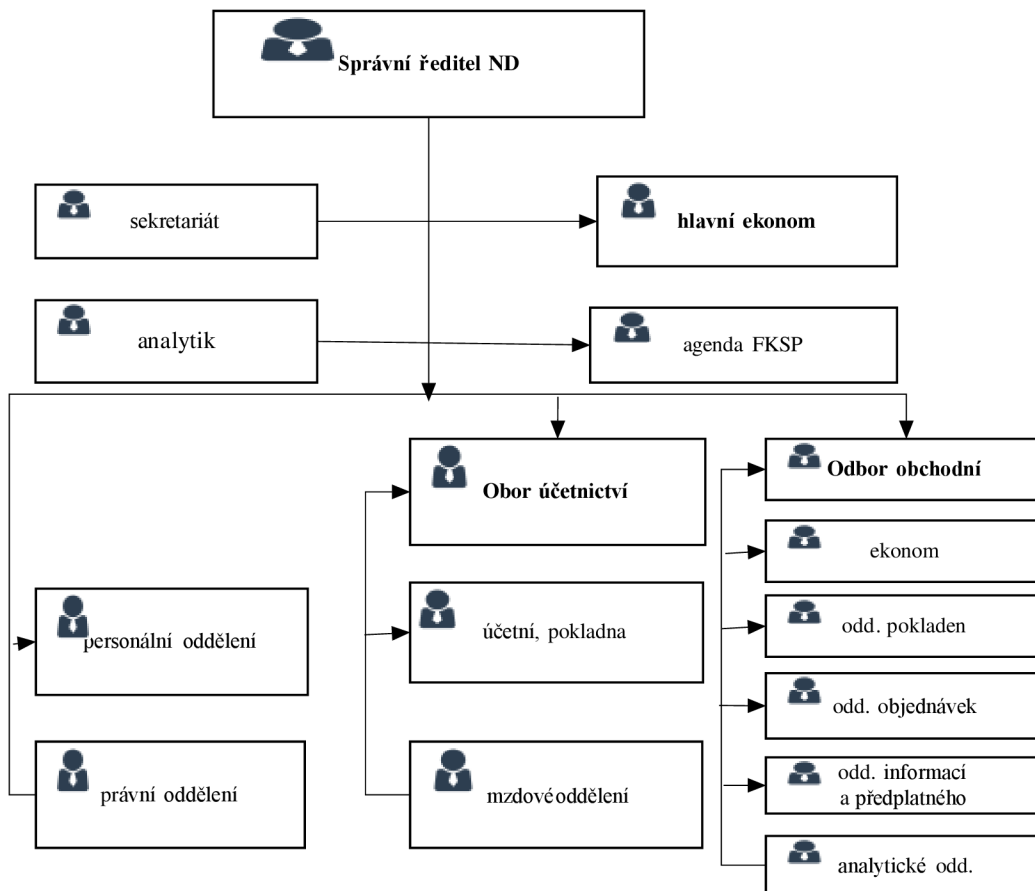 Správní ředitel ND
sekretariát
hlavní ekonom
analytik
agenda FKSP
Obor účetnictví
Odbor obchodní
ekonom
personální oddělení
účetní, pokladna
odd. pokladen
odd. objednávek
právní oddělení
mzdové oddělení
odd. informací
a předplatného
analytické odd.